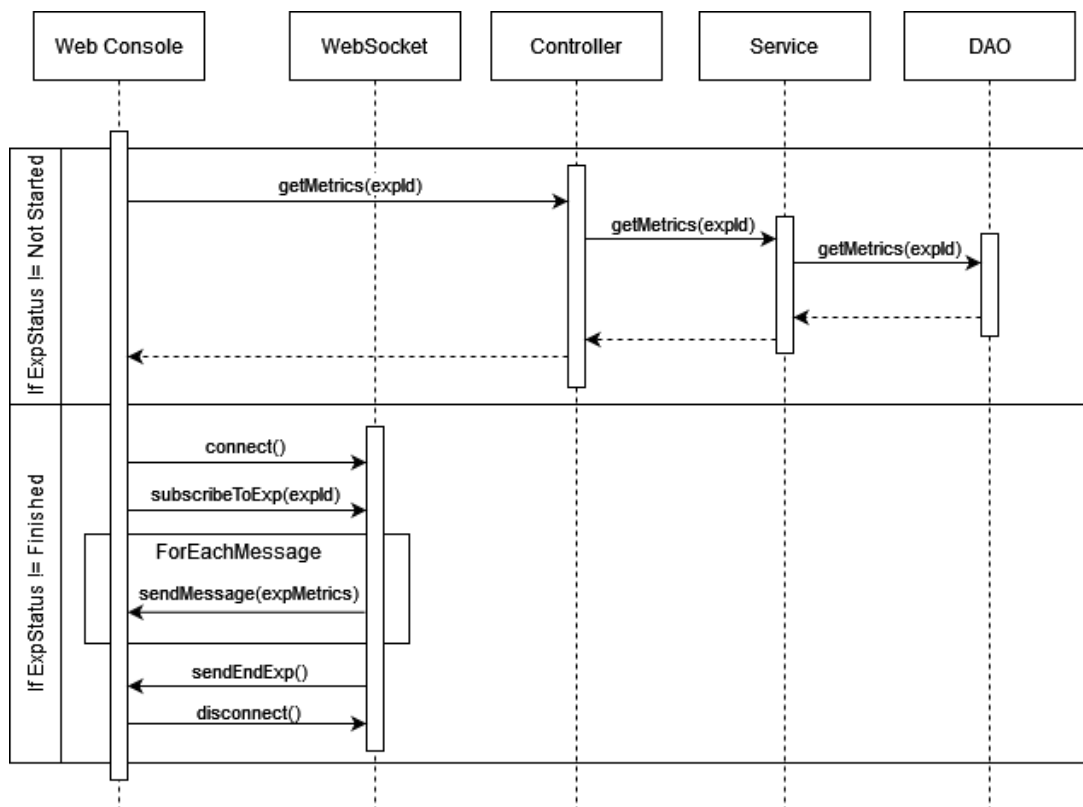 Web Console
WebSocket
Controller
Service
DAO
If ExpStatus != Not Started
getMetrics(expId)
getMetrics(expId)
getMetrics(expId)
If ExpStatus != Finished
connect()
subscribeToExp(expId)
ForEachMessage
sendMessage(expMetrics)
sendEndExp()
disconnect()